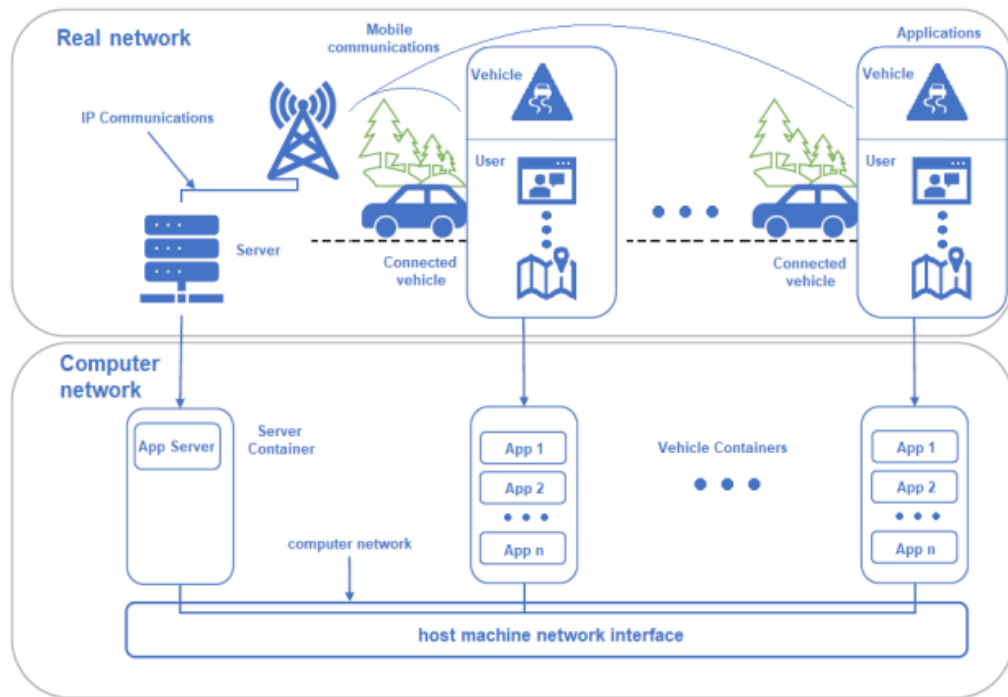 Real network
Mobile
communications
Applications
Vehicle
Vehicle
IP Communications
User
User
Server
Connected
vehicle
Connected
vehicle
Computer
network
App Server
Server
Container
App 1
App 2
App n
Vehicle Containers
App 1
App 2
App n
computer network
host machine network interface